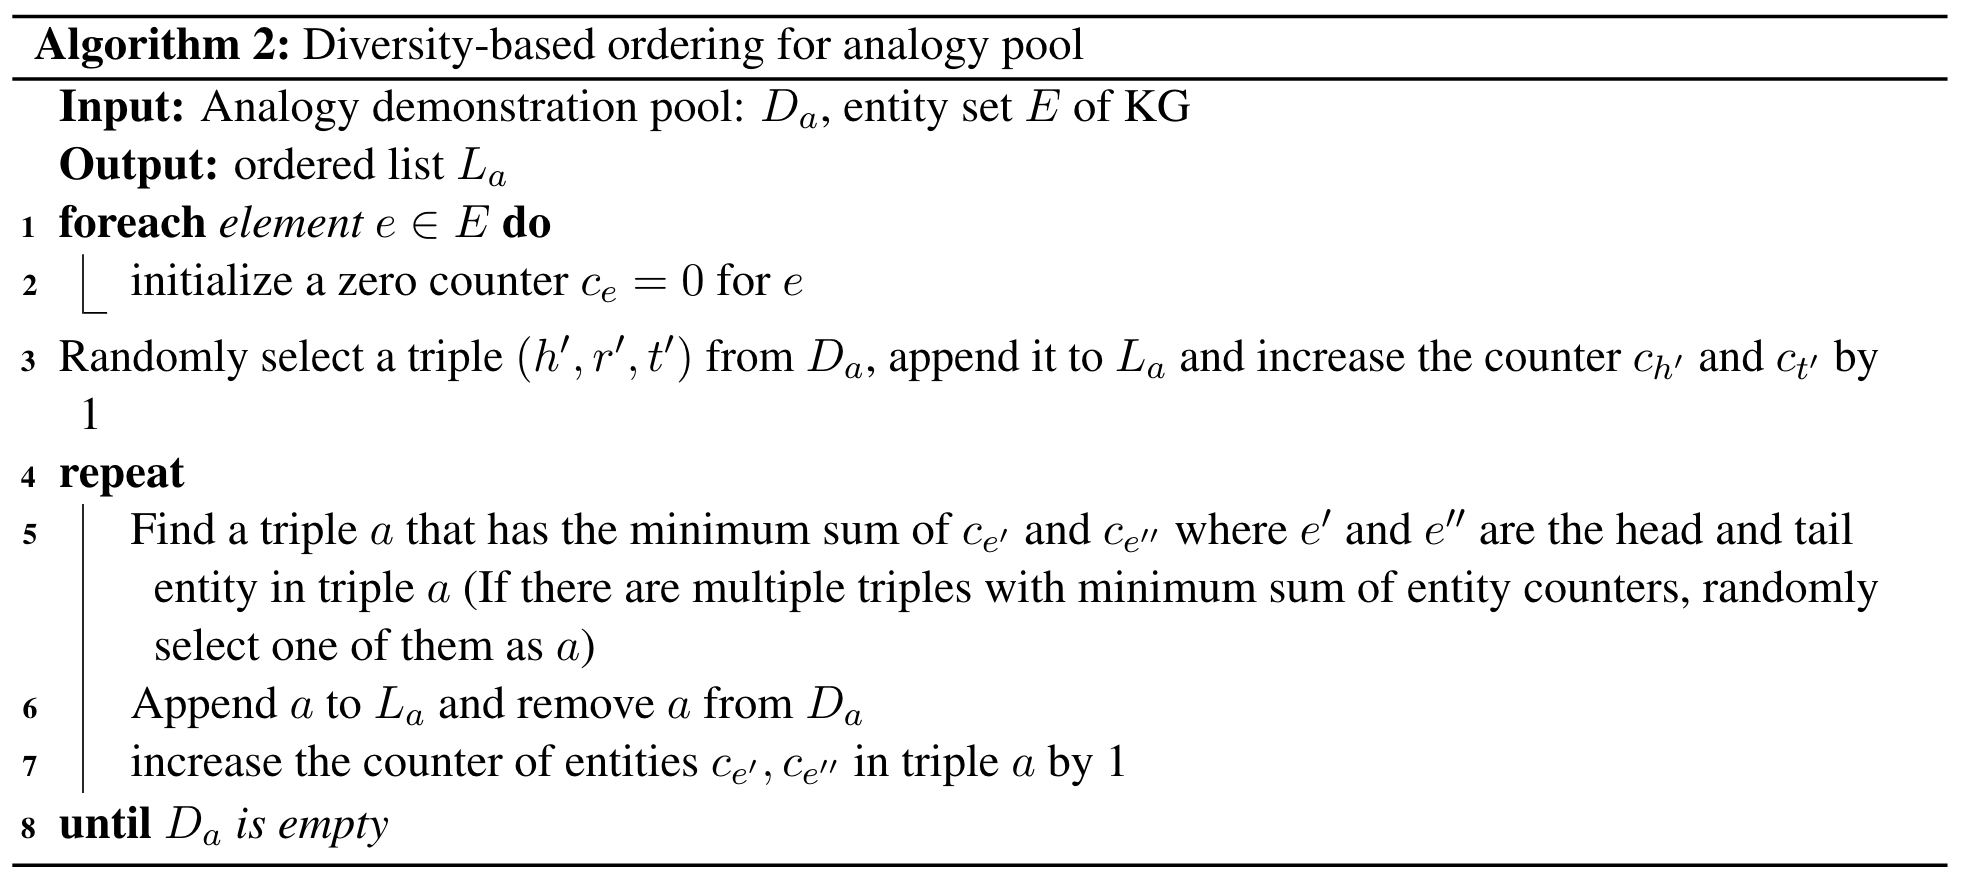 Algorithm 2: Diversity-based ordering for analogy pool
Input: Analogy demonstration pool: $D_a$, entity set $E$ of KG
Output: ordered list $L_a$
1 foreach element $e \in E$ do
2 initialize a zero counter $c_e = 0$ for $e$
3 Randomly select a triple $(h', r', t')$ from $D_a$, append it to $L_a$ and increase the counter $c_{h'}$ and $c_{t'}$ by
1
4 repeat
5 Find a triple $a$ that has the minimum sum of $c_{e'}$ and $c_{e''}$ where $e'$ and $e''$ are the head and tail
entity in triple $a$ (If there are multiple triples with minimum sum of entity counters, randomly
select one of them as $a$)
6 Append $a$ to $L_a$ and remove $a$ from $D_a$
7 increase the counter of entities $c_{e'}, c_{e''}$ in triple $a$ by 1
8 until $D_a$ is empty